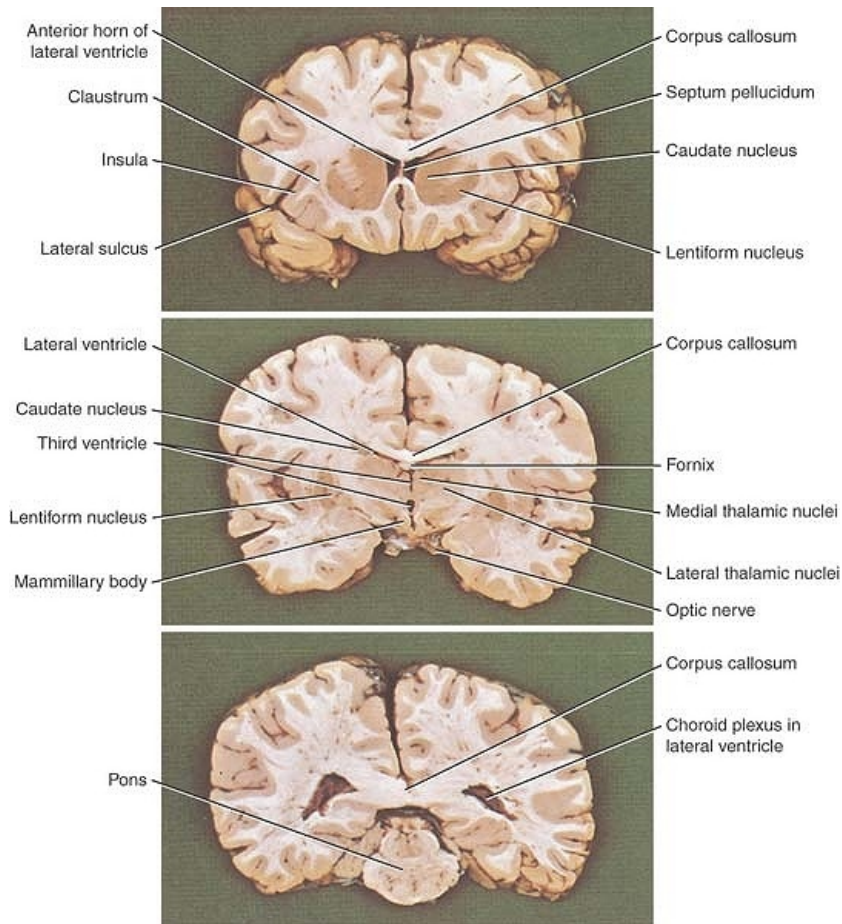 Anterior horn of
lateral ventricle
Claustrum
Insula
Lateral sulcus
Corpus callosum
Septum pellucidum
Caudate nucleus
Lentiform nucleus
Lateral ventricle
Caudate nucleus
Third ventricle
Lentiform nucleus
Mammillary body
Corpus callosum
Fornix
Medial thalamic nuclei
Lateral thalamic nuclei
Optic nerve
Pons
Corpus callosum
Choroid plexus in
lateral ventricle